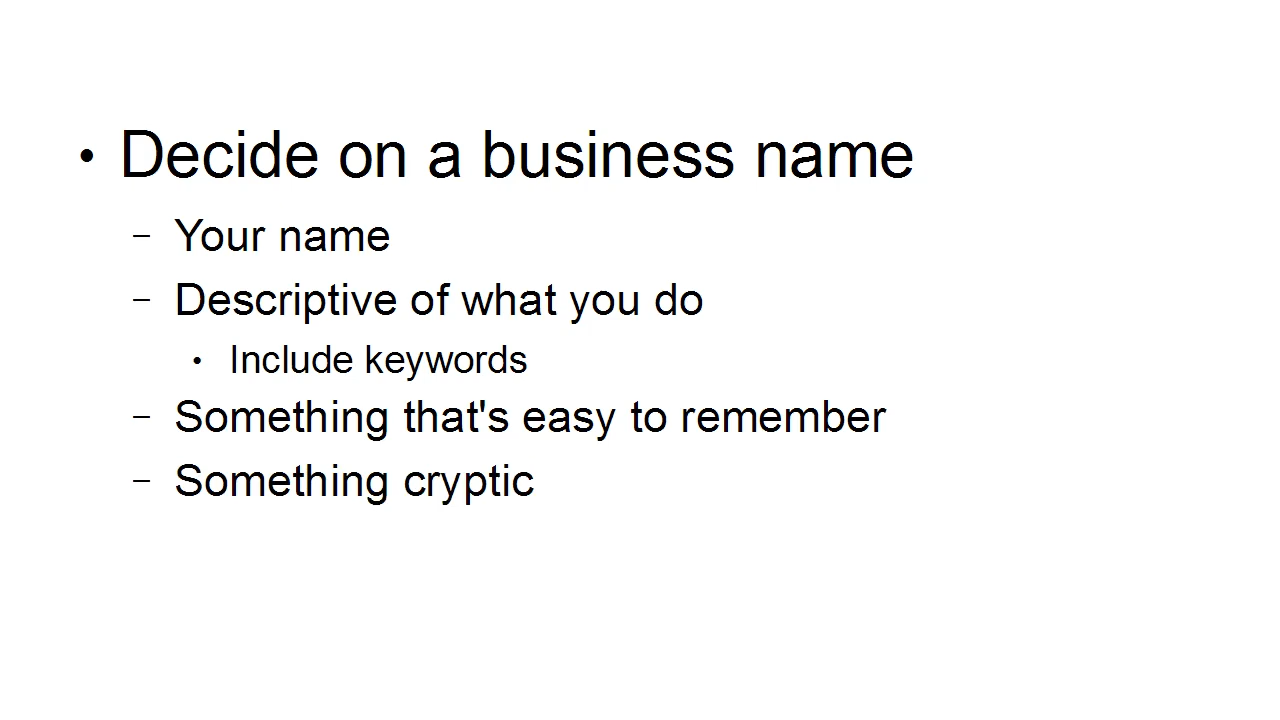 • Decide on a business name
– Your name
– Descriptive of what you do
• Include keywords
– Something that's easy to remember
– Something cryptic